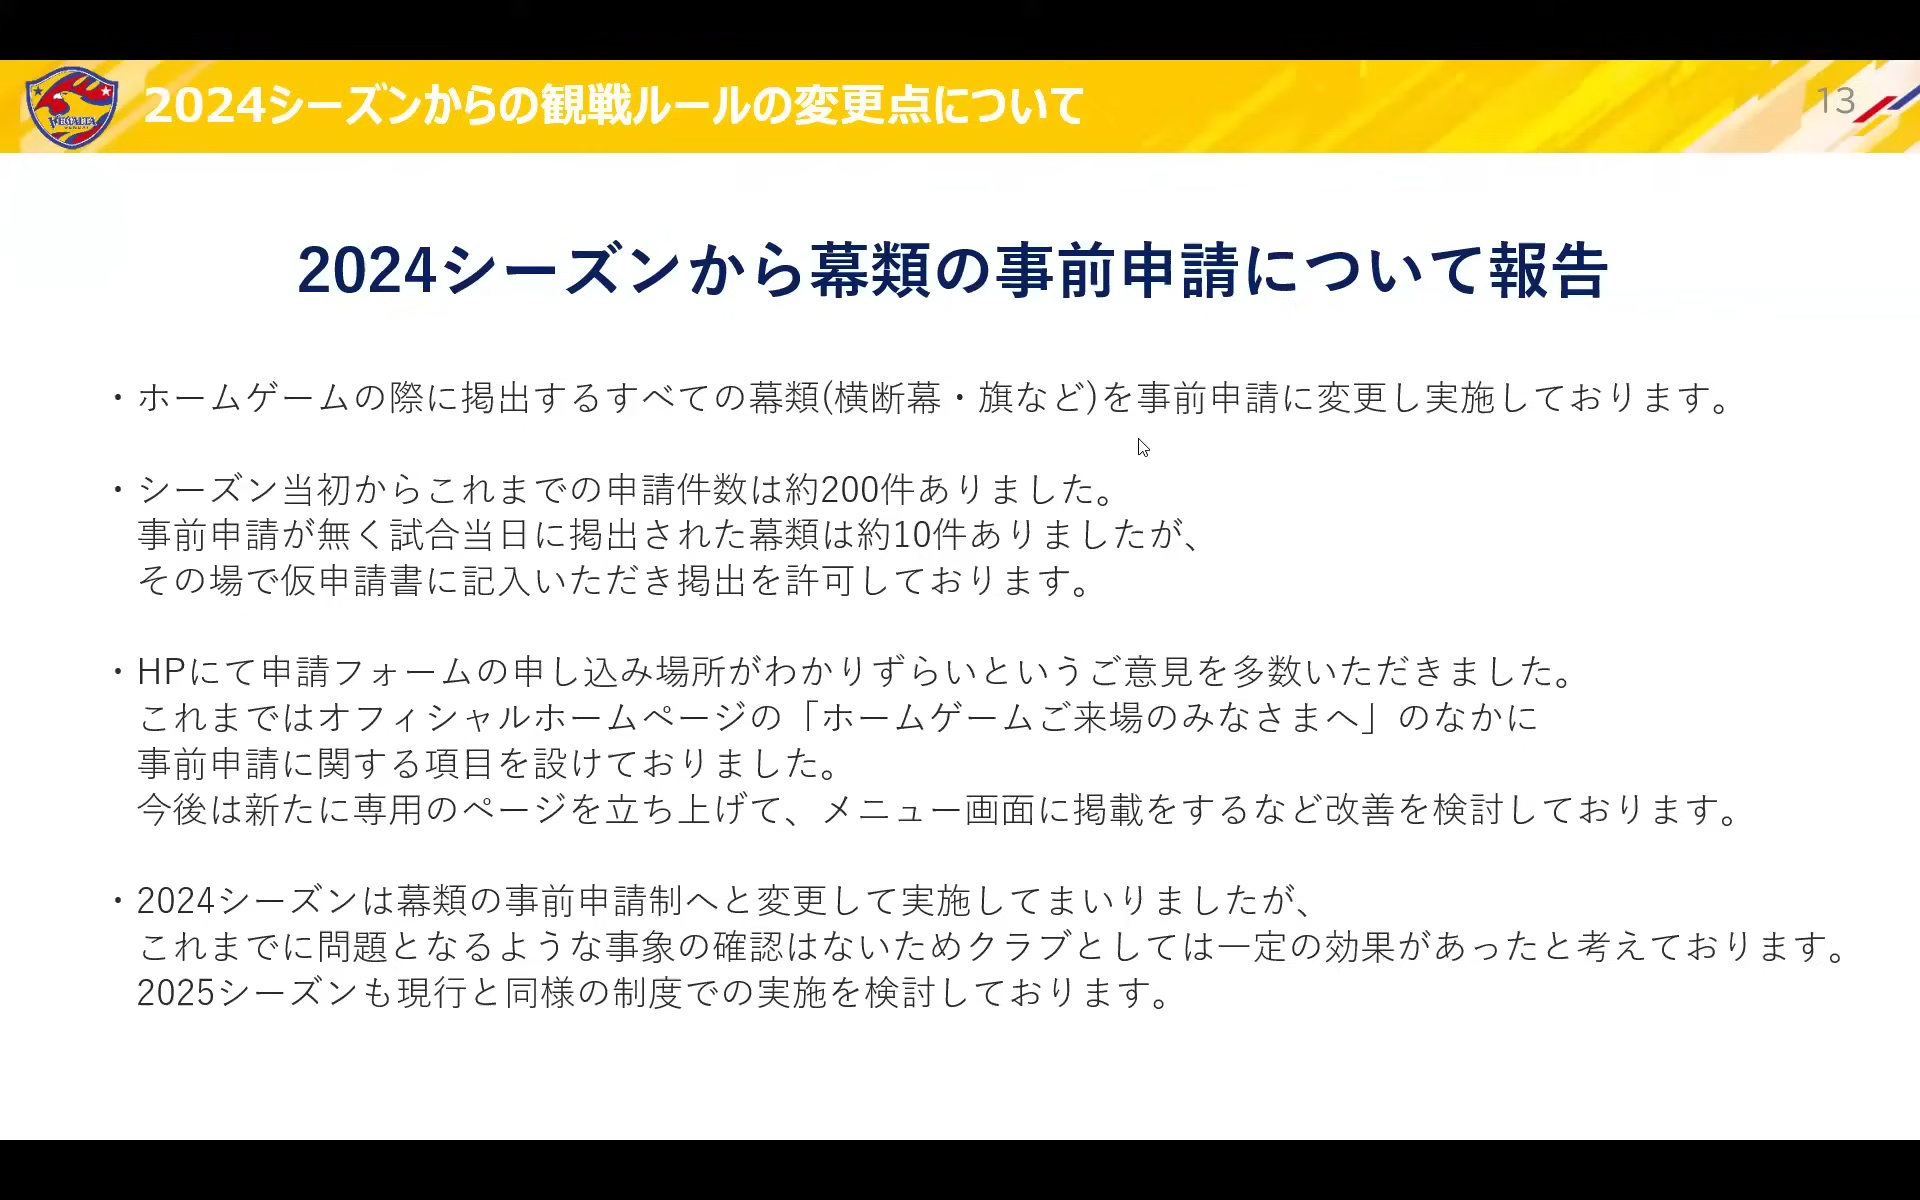 2024シーズンからの観戦ルールの変更点について
13
VEGALTA
2024シーズンから幕類の事前申請について報告
・ホームゲームの際に掲出するすべての幕類(横断幕・旗など)を事前申請に変更し実施しております。
・シーズン当初からこれまでの申請件数は約200件ありました。
事前申請が無く試合当日に掲出された幕類は約10件ありましたが、
その場で仮申請書に記入いただき掲出を許可しております。
・HPにて申請フォームの申し込み場所がわかりずらいというご意見を多数いただきました。
これまではオフィシャルホームページの「ホームゲームご来場のみなさまへ」のなかに
事前申請に関する項目を設けておりました。
今後は新たに専用のページを立ち上げて、メニュー画面に掲載をするなど改善を検討しております。
・2024シーズンは幕類の事前申請制へと変更して実施してまいりましたが、
これまでに問題となるような事象の確認はないためクラブとしては一定の効果があったと考えております。
2025シーズンも現行と同様の制度での実施を検討しております。